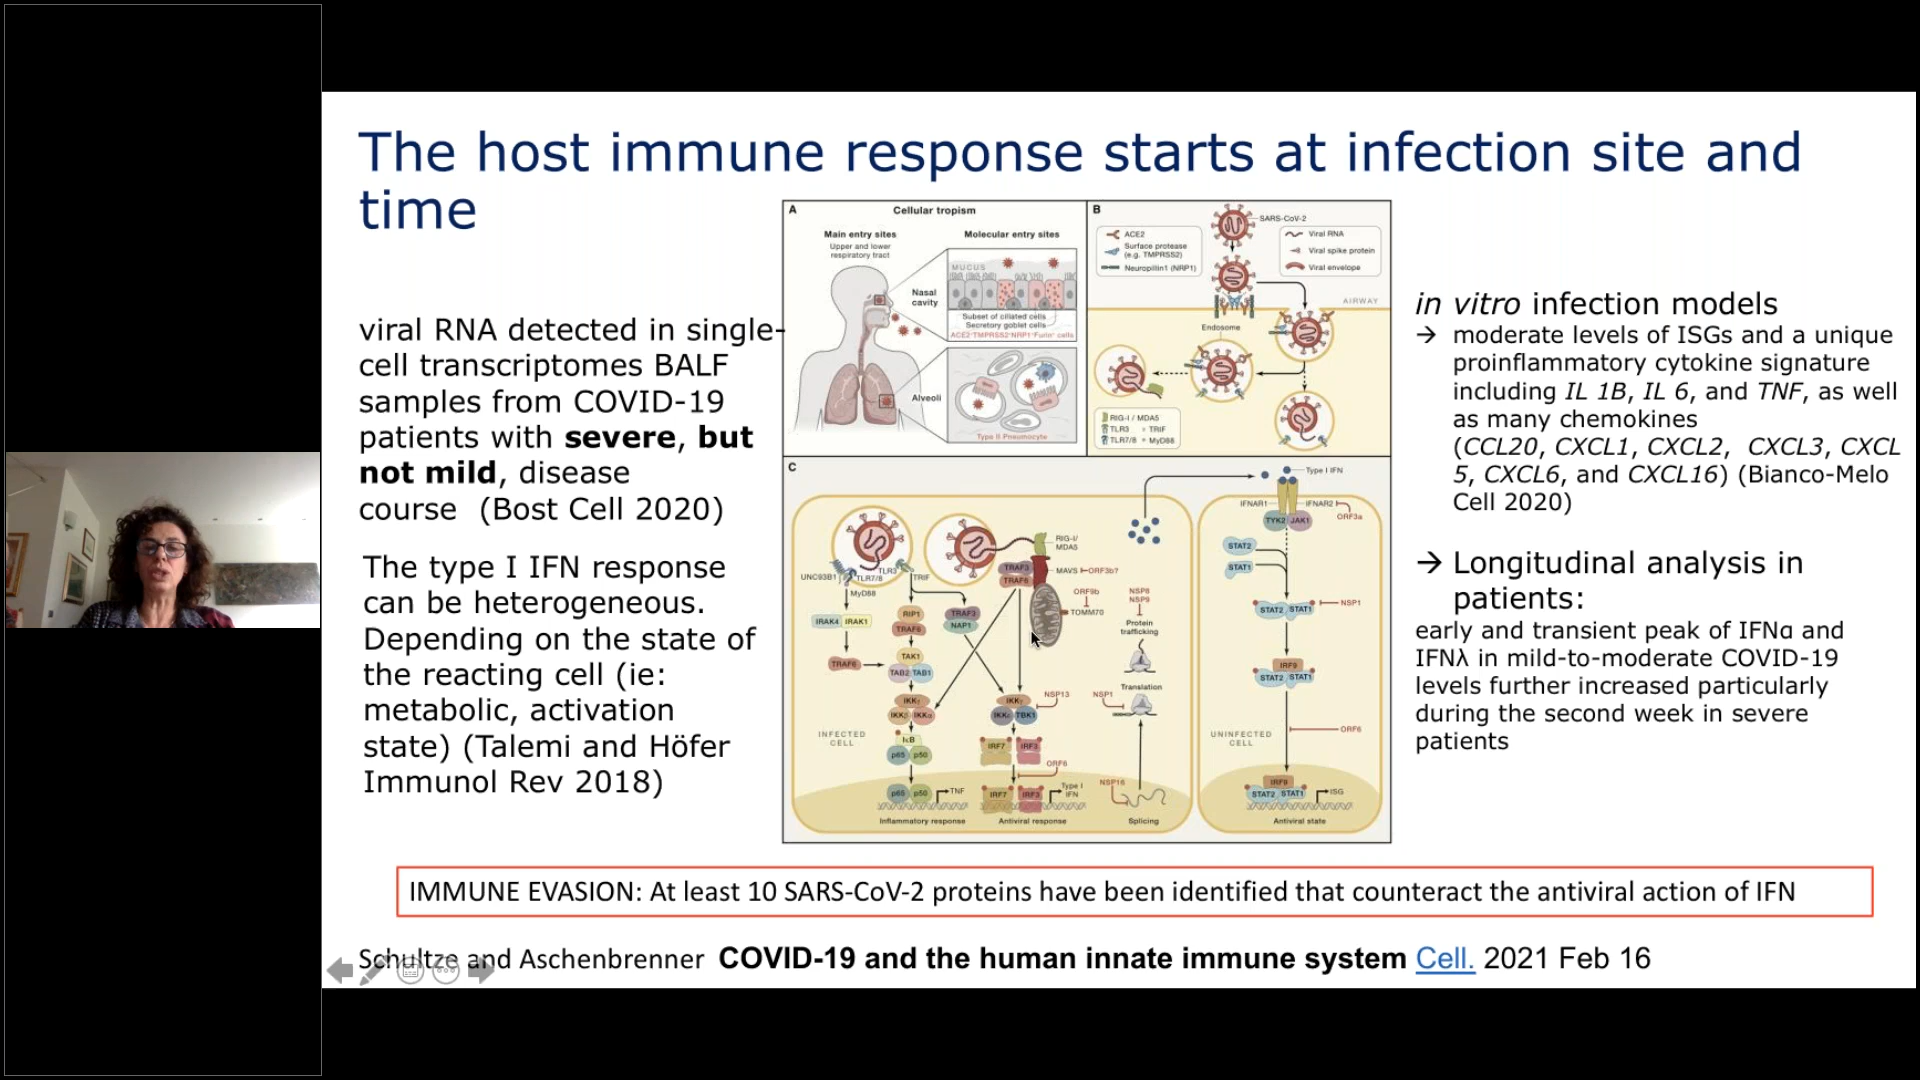 The host immune response starts at infection site and
time
viral RNA detected in single-
cell transcriptomes BALF
samples from COVID-19
patients with severe, but
not mild, disease
course (Bost Cell 2020)
The type I IFN response
can be heterogeneous.
Depending on the state of
the reacting cell (ie:
metabolic, activation
state) (Talemi and Höfer
Immunol Rev 2018)
A
Cellular tropism
Main entry sites
Upper and lower
respiratory tract
Molecular entry sites
MUCUS
Nasal
cavity
Subset of ciliated cells
Secretory goblet cells
ACE2+TMPRSS2+NRP1+Furin+ cells
Alveoli
Type II Pneumocyte
B
ACE2
Surface protease
(e.g. TMPRSS2)
Neuropilin1 (NRP1)
SARS-CoV-2
Viral RNA
Viral spike protein
Viral envelope
AIRWAY
Endosome
RIG-I / MDA5
TLR3 + TRIF
TLR7/8 + MyD88
C
Type I IFN
IFNAR1
IFNAR2
ORF3a
TYK2 JAK1
STAT2
STAT1
STAT2 STAT1
NSP1
IRF9
STAT2 STAT1
ORF6
UNINFECTED
CELL
IRF9
STAT2 STAT1
ISG
Antiviral state
RIG-I/
MDA5
UNC93B1
TLR7/8
TLR3
TRIF
MyD88
IRAK4 IRAK1
TRAF6
RIP1
TRAF6
TAK1
TAB2 TAB1
TRAF3
NAP1
TRAF3
TRAF6
MAVS
ORF3b?
ORF9b
TOMM70
NSP8
NSP9
Protein
trafficking
IKKγ
IKKβ IKKα
IKKγ
IKKε TBK1
NSP13
NSP1
Translation
INFECTED
CELL
IκB
p65 p50
IRF7 IRF3
ORF6
p65 p50
TNF
IRF7 IRF3
Type I
IFN
NSP16
Inflammatory response
Antiviral response
Splicing
in vitro infection models
→ moderate levels of ISGs and a unique
proinflammatory cytokine signature
including IL 1B, IL 6, and TNF, as well
as many chemokines
(CCL20, CXCL1, CXCL2, CXCL3, CXCL
5, CXCL6, and CXCL16) (Bianco-Melo
Cell 2020)
→ Longitudinal analysis in
patients:
early and transient peak of IFNα and
IFNλ in mild-to-moderate COVID-19
levels further increased particularly
during the second week in severe
patients
IMMUNE EVASION: At least 10 SARS-CoV-2 proteins have been identified that counteract the antiviral action of IFN
Schultze and Aschenbrenner COVID-19 and the human innate immune system Cell. 2021 Feb 16